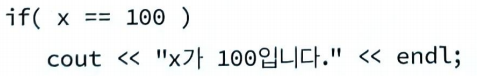 if( x == 100 )
    cout << "x가 100입니다." << endl;